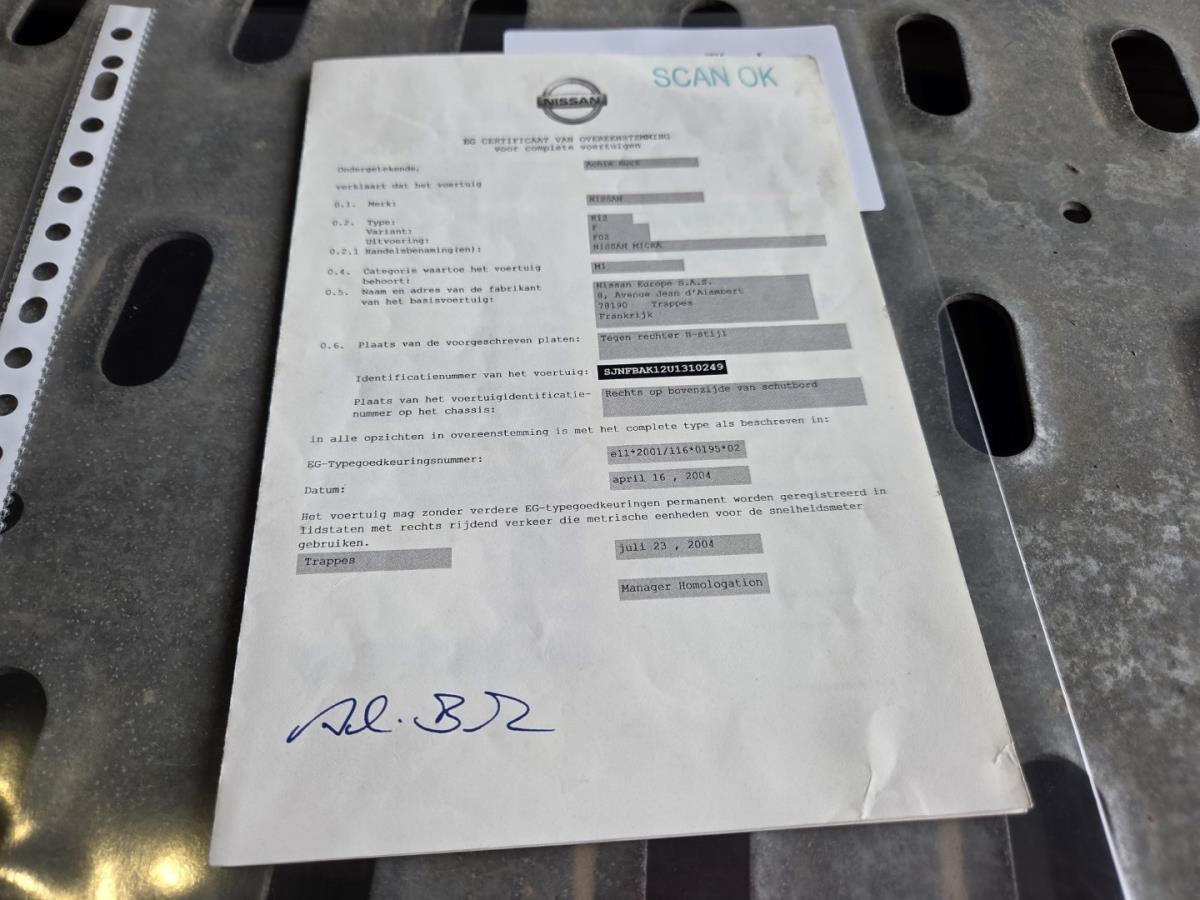 SCAN OK
NISSAN
EG CERTIFICAAT VAN OVEREENSTEMMING
voor complete voertuigen
Ondergetekende,
verklaart dat het voertuig
0.1. Merk: NISSAN
0.2. Type: K12
Variant: F
Uitvoering: F02
0.2.1 Handelsbenaming(en): NISSAN MICRA
0.4. Categorie waartoe het voertuig behoort: M1
0.5. Naam en adres van de fabrikant
van het basisvoertuig:
Nissan Europe S.A.S.
8, Avenue Jean d'Alembert
78190 Trappes
Frankrijk
0.6. Plaats van de voorgeschreven platen: Tegen rechter B-stijl
Identificatienummer van het voertuig: SJNFBAK12U1310249
Plaats van het voertuigidentificatie- Rechts op bovenzijde van schutbord
nummer op het chassis:
in alle opzichten in overeenstemming is met het complete type als beschreven in:
EG-Typegoedkeuringsnummer: e11*2001/116*0195*02
Datum: april 16 , 2004
Het voertuig mag zonder verdere EG-typegoedkeuringen permanent worden geregistreerd in
lidstaten met rechts rijdend verkeer die metrische eenheden voor de snelheidsmeter
gebruiken.
Trappes juli 23 , 2004
Manager Homologation